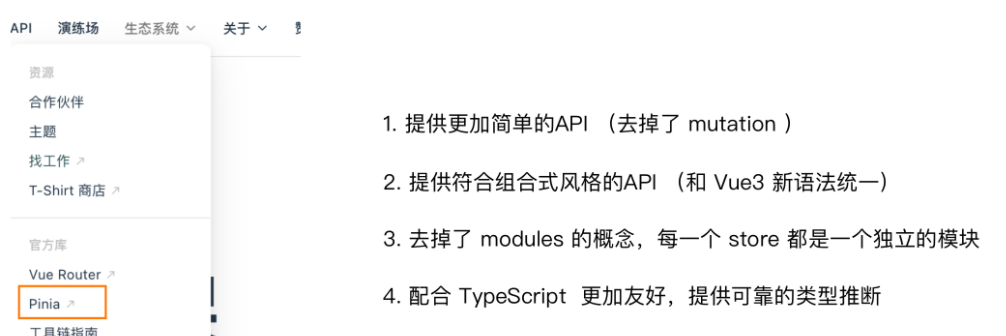 API 演练场 生态系统 关于
资源
合作伙伴
主题
找工作
T-Shirt 商店
官方库
Vue Router
Pinia
工具链指南
1. 提供更加简单的API （去掉了 mutation ）
2. 提供符合组合式风格的API （和 Vue3 新语法统一）
3. 去掉了 modules 的概念，每一个 store 都是一个独立的模块
4. 配合 TypeScript 更加友好，提供可靠的类型推断